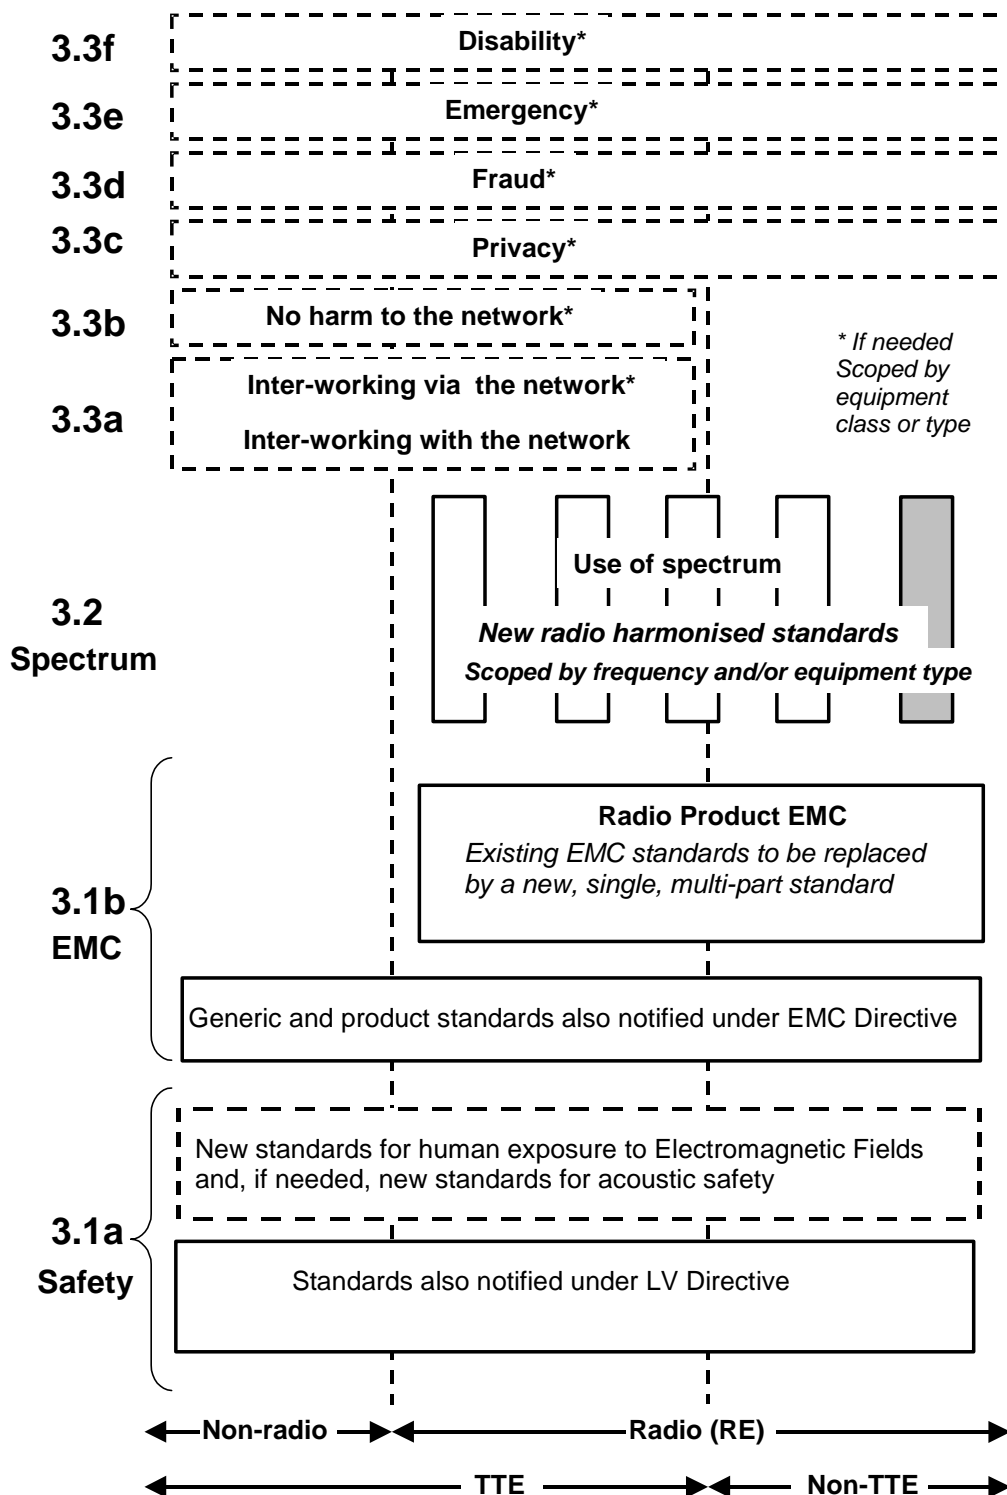 3.3f
Disability*
3.3e
Emergency*
3.3d
Fraud*
3.3c
Privacy*
3.3b
No harm to the network*
* If needed
Scoped by
equipment
class or type
3.3a
Inter-working via the network*
Inter-working with the network
3.2
Spectrum
Use of spectrum
New radio harmonised standards
Scoped by frequency and/or equipment type
3.1b
EMC
Radio Product EMC
Existing EMC standards to be replaced
by a new, single, multi-part standard
Generic and product standards also notified under EMC Directive
3.1a
Safety
New standards for human exposure to Electromagnetic Fields
and, if needed, new standards for acoustic safety
Standards also notified under LV Directive
Non-radio
Radio (RE)
TTE
Non-TTE